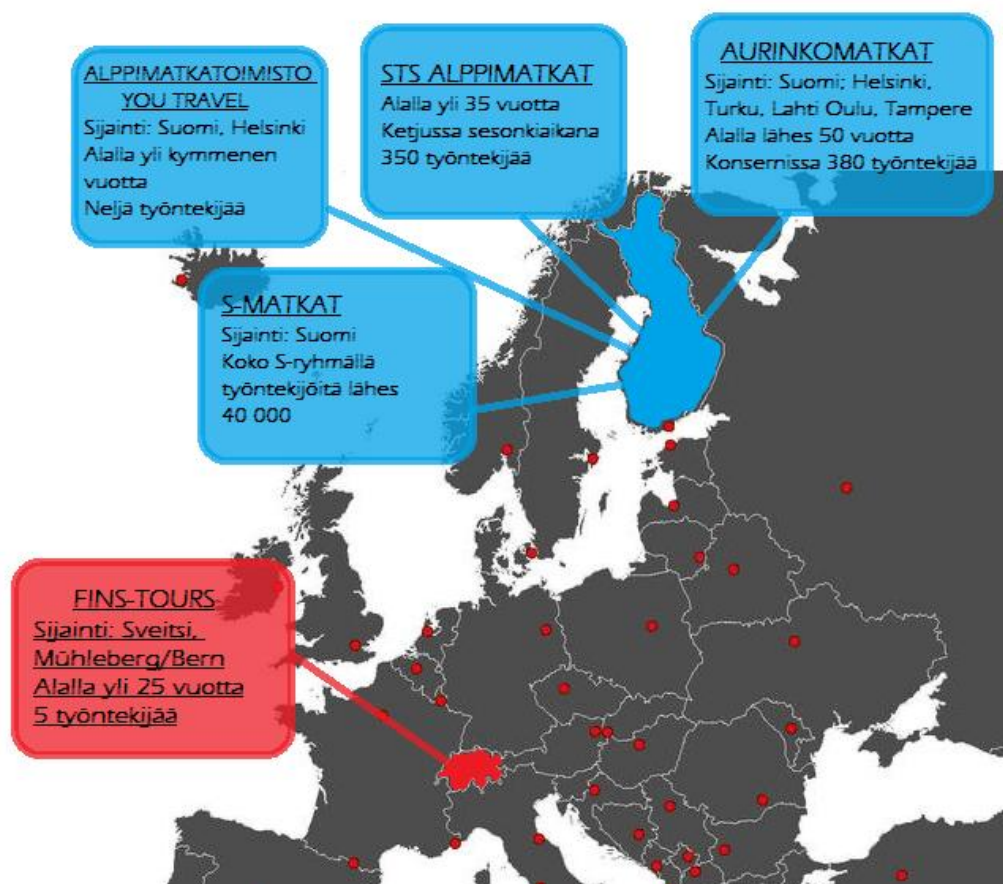 ALPPIMATKATOIMISTO
YOU TRAVEL
Sijainti: Suomi, Helsinki
Alalla yli kymmenen
vuotta
Neljä työntekijää
STS ALPPIMATKAT
Alalla yli 35 vuotta
Ketjussa sesonkiaikana
350 työntekijää
AURINKOMATKAT
Sijainti: Suomi; Helsinki,
Turku, Lahti Oulu, Tampere
Alalla lähes 50 vuotta
Konsernissa 380 työntekijää
S-MATKAT
Sijainti: Suomi
Koko S-ryhmällä
työntekijöitä lähes
40 000
FINS-TOURS
Sijainti: Sveitsi,
Mühleberg/Bern
Alalla yli 25 vuotta
5 työntekijää